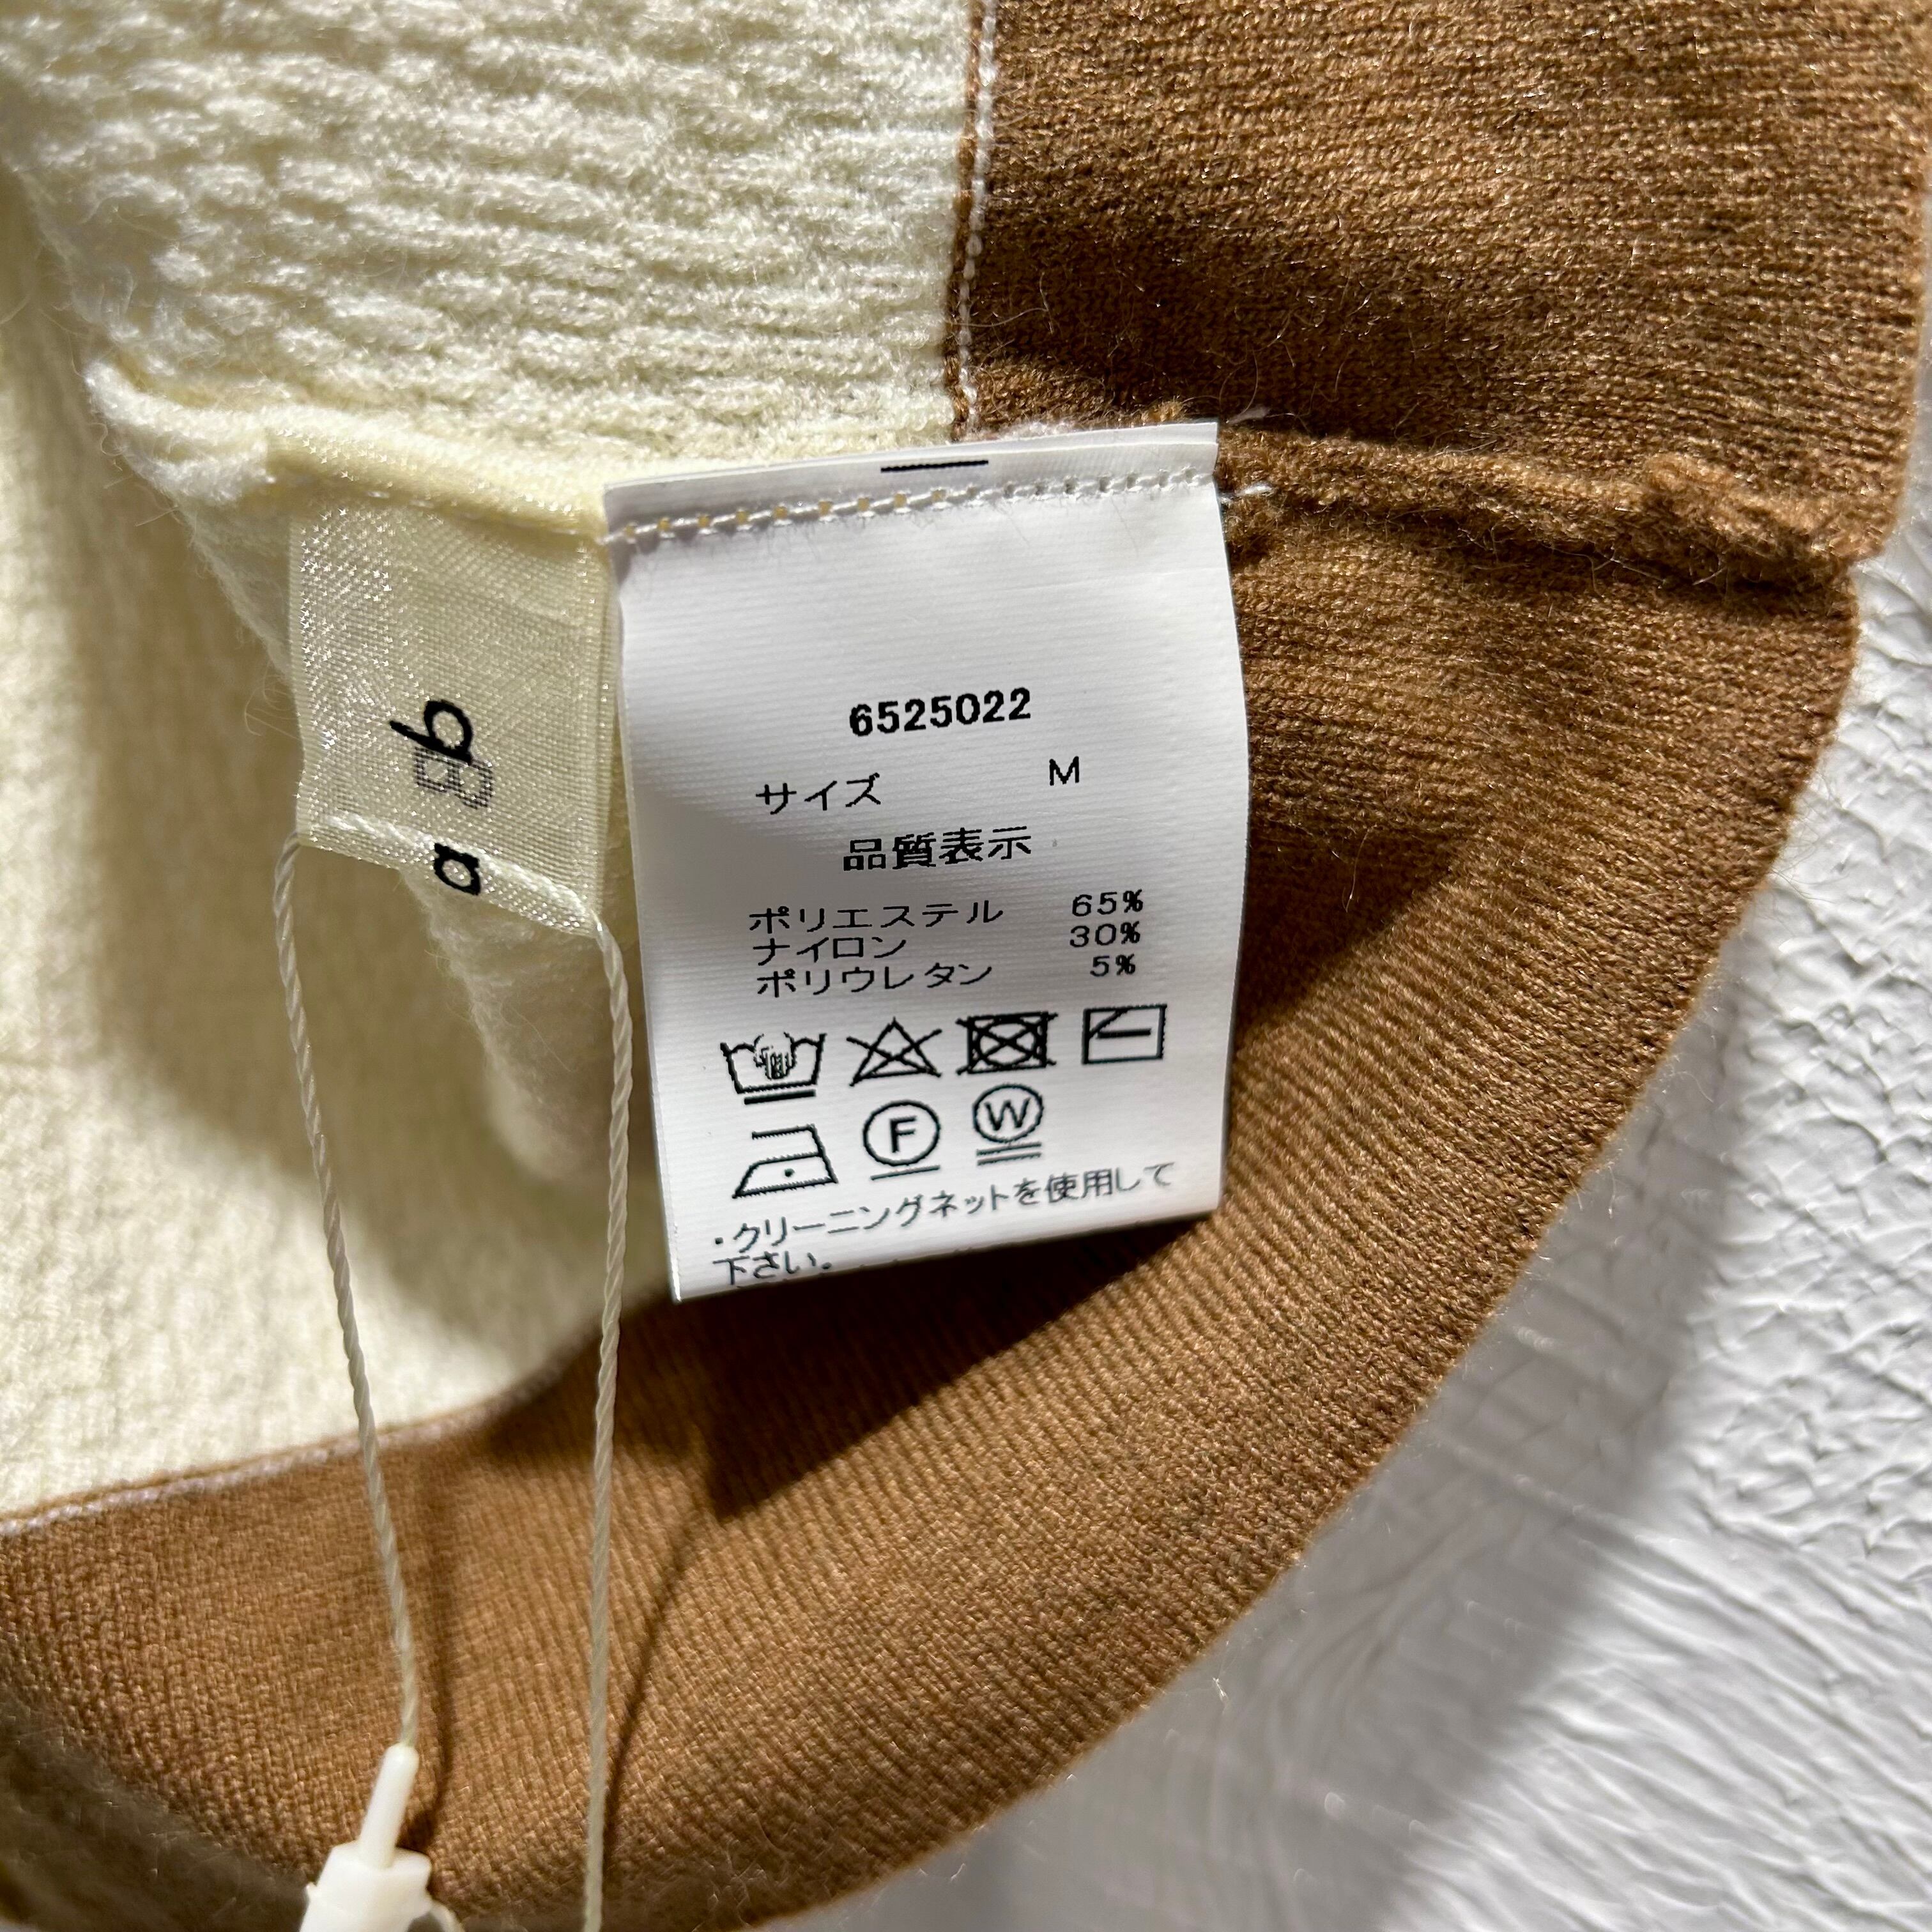 a & b
6525022
サイズ M
品質表示
ポリエステル 65%
ナイロン 30%
ポリウレタン 5%
F W
・クリーニングネットを使用して
下さい。